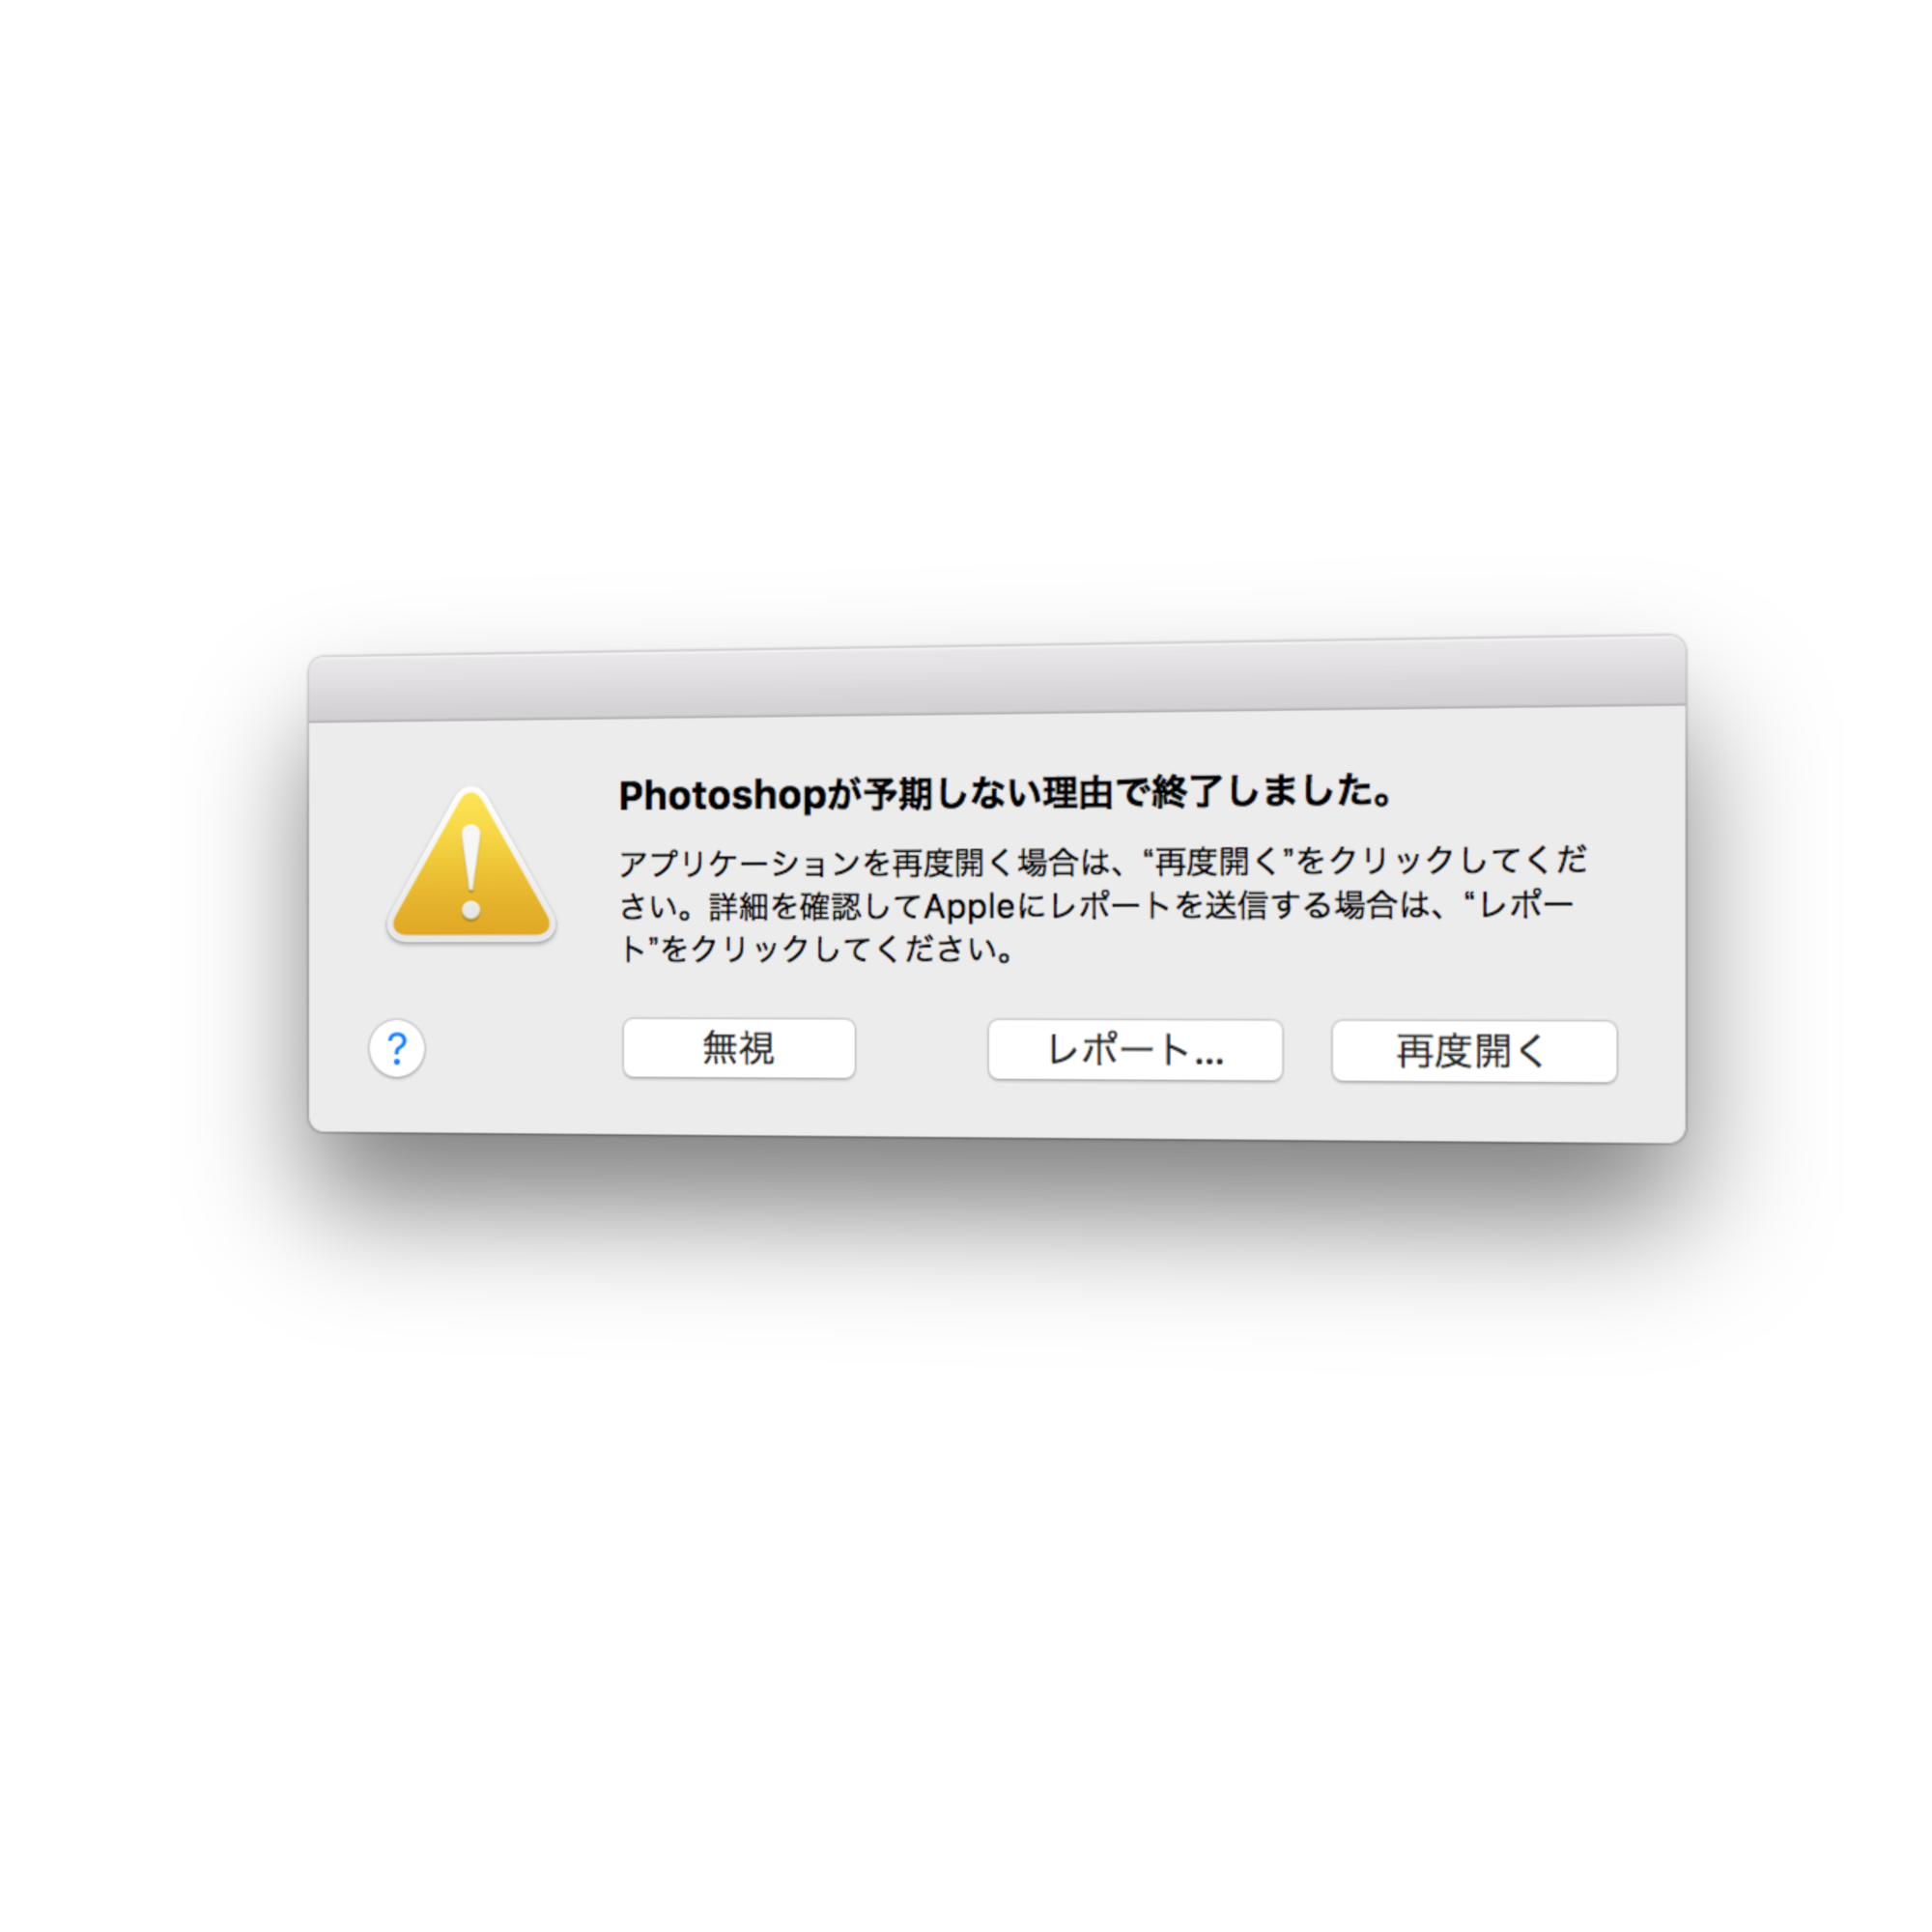 Photoshopが予期しない理由で終了しました。
アプリケーションを再度開く場合は、“再度開く”をクリックしてくだ
さい。詳細を確認してAppleにレポートを送信する場合は、“レポー
ト”をクリックしてください。
?
無視
レポート...
再度開く